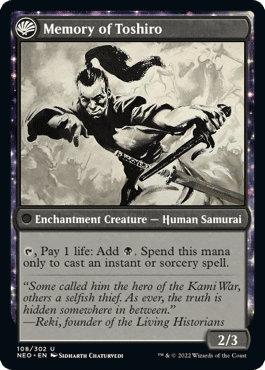 Memory of Toshiro
Enchantment Creature — Human Samurai
, Pay 1 life: Add . Spend this mana
only to cast an instant or sorcery spell.
“Some called him the hero of the Kami War,
others a selfish thief. As ever, the truth is
hidden somewhere in between.”
—Reki, founder of the Living Historians
2/3
108/302 U
NEO • EN SIDHARTH CHATURVEDI
™ & © 2022 Wizards of the Coast